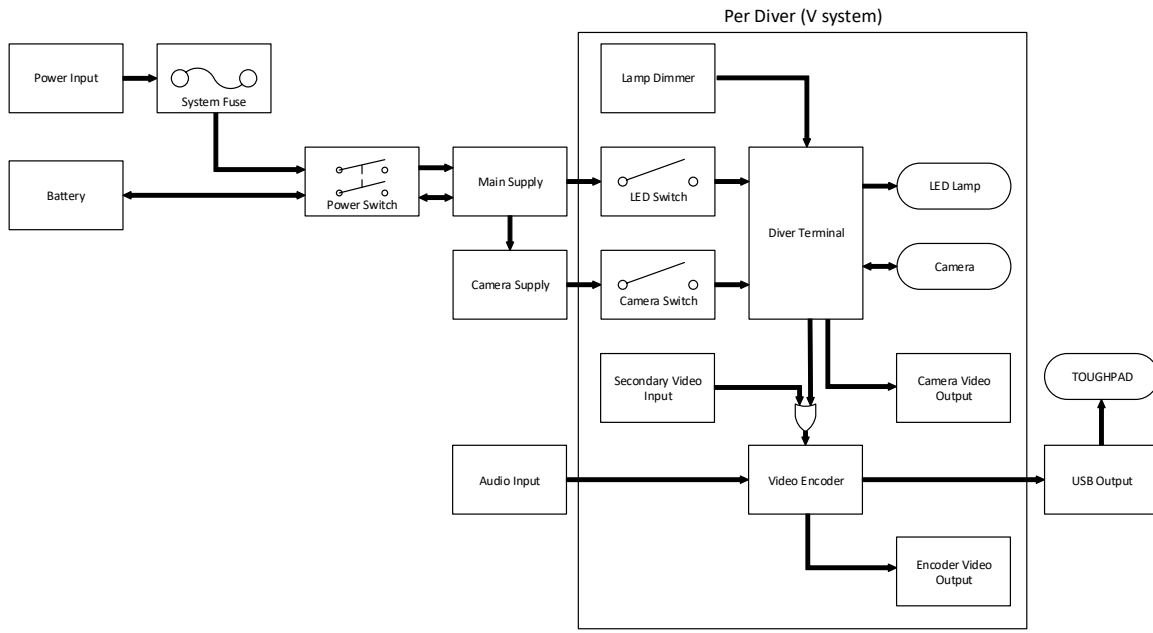 Per Diver (V system)
Power Input
System Fuse
Lamp Dimmer
Battery
Power Switch
Main Supply
LED Switch
Diver Terminal
LED Lamp
Camera Supply
Camera Switch
Camera
Secondary Video
Input
Camera Video
Output
TOUGHPAD
Audio Input
Video Encoder
USB Output
Encoder Video
Output